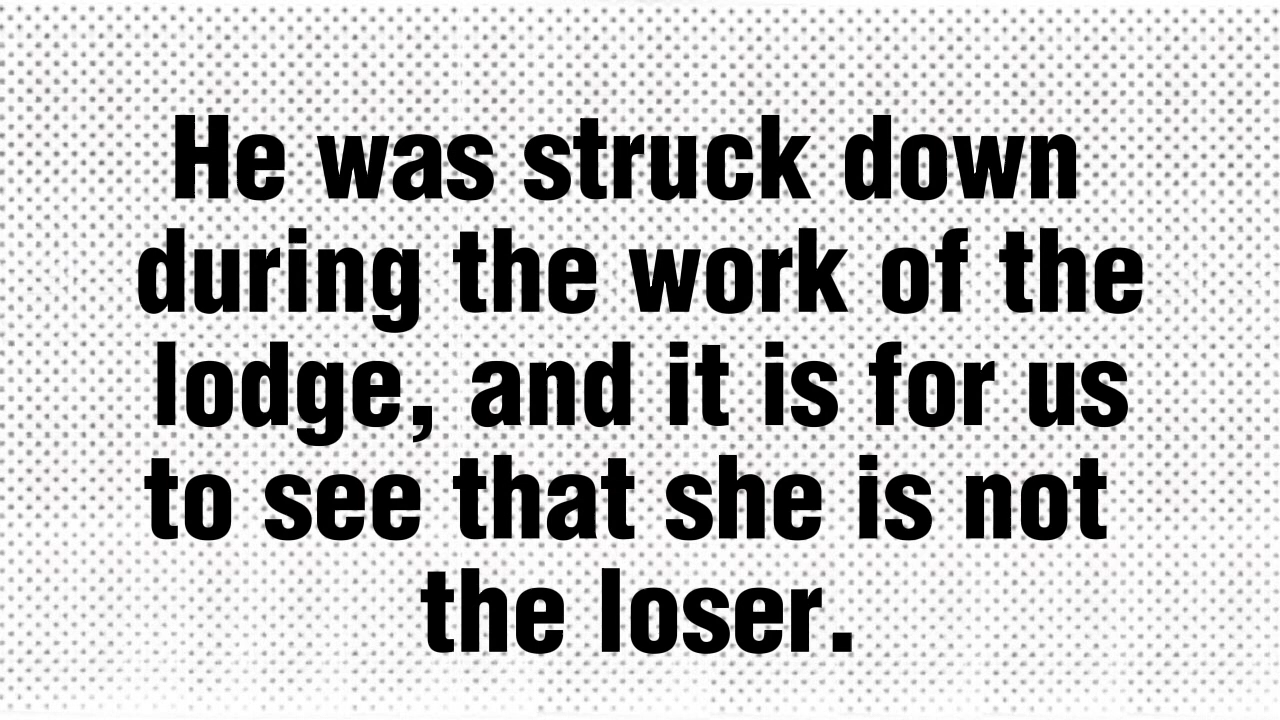 He was struck down
during the work of the
lodge, and it is for us
to see that she is not
the loser.